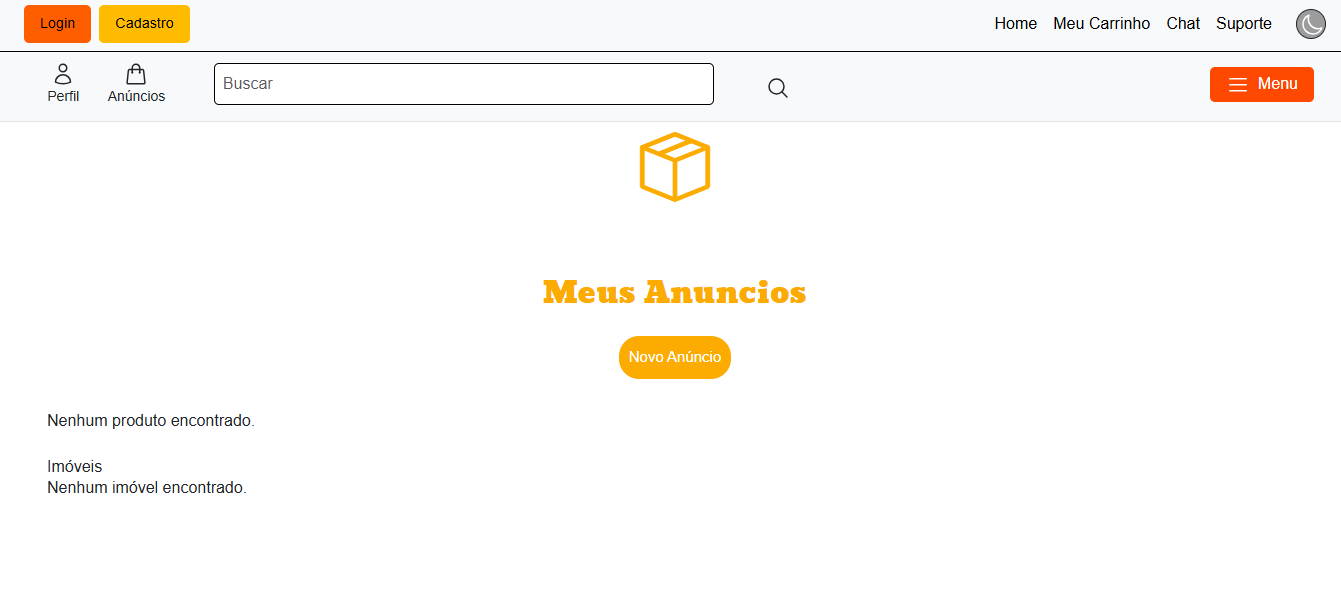 Login Cadastro Home Meu Carrinho Chat Suporte
Perfil Anúncios Buscar Menu
Meus Anuncios
Novo Anúncio
Nenhum produto encontrado.
Imóveis
Nenhum imóvel encontrado.